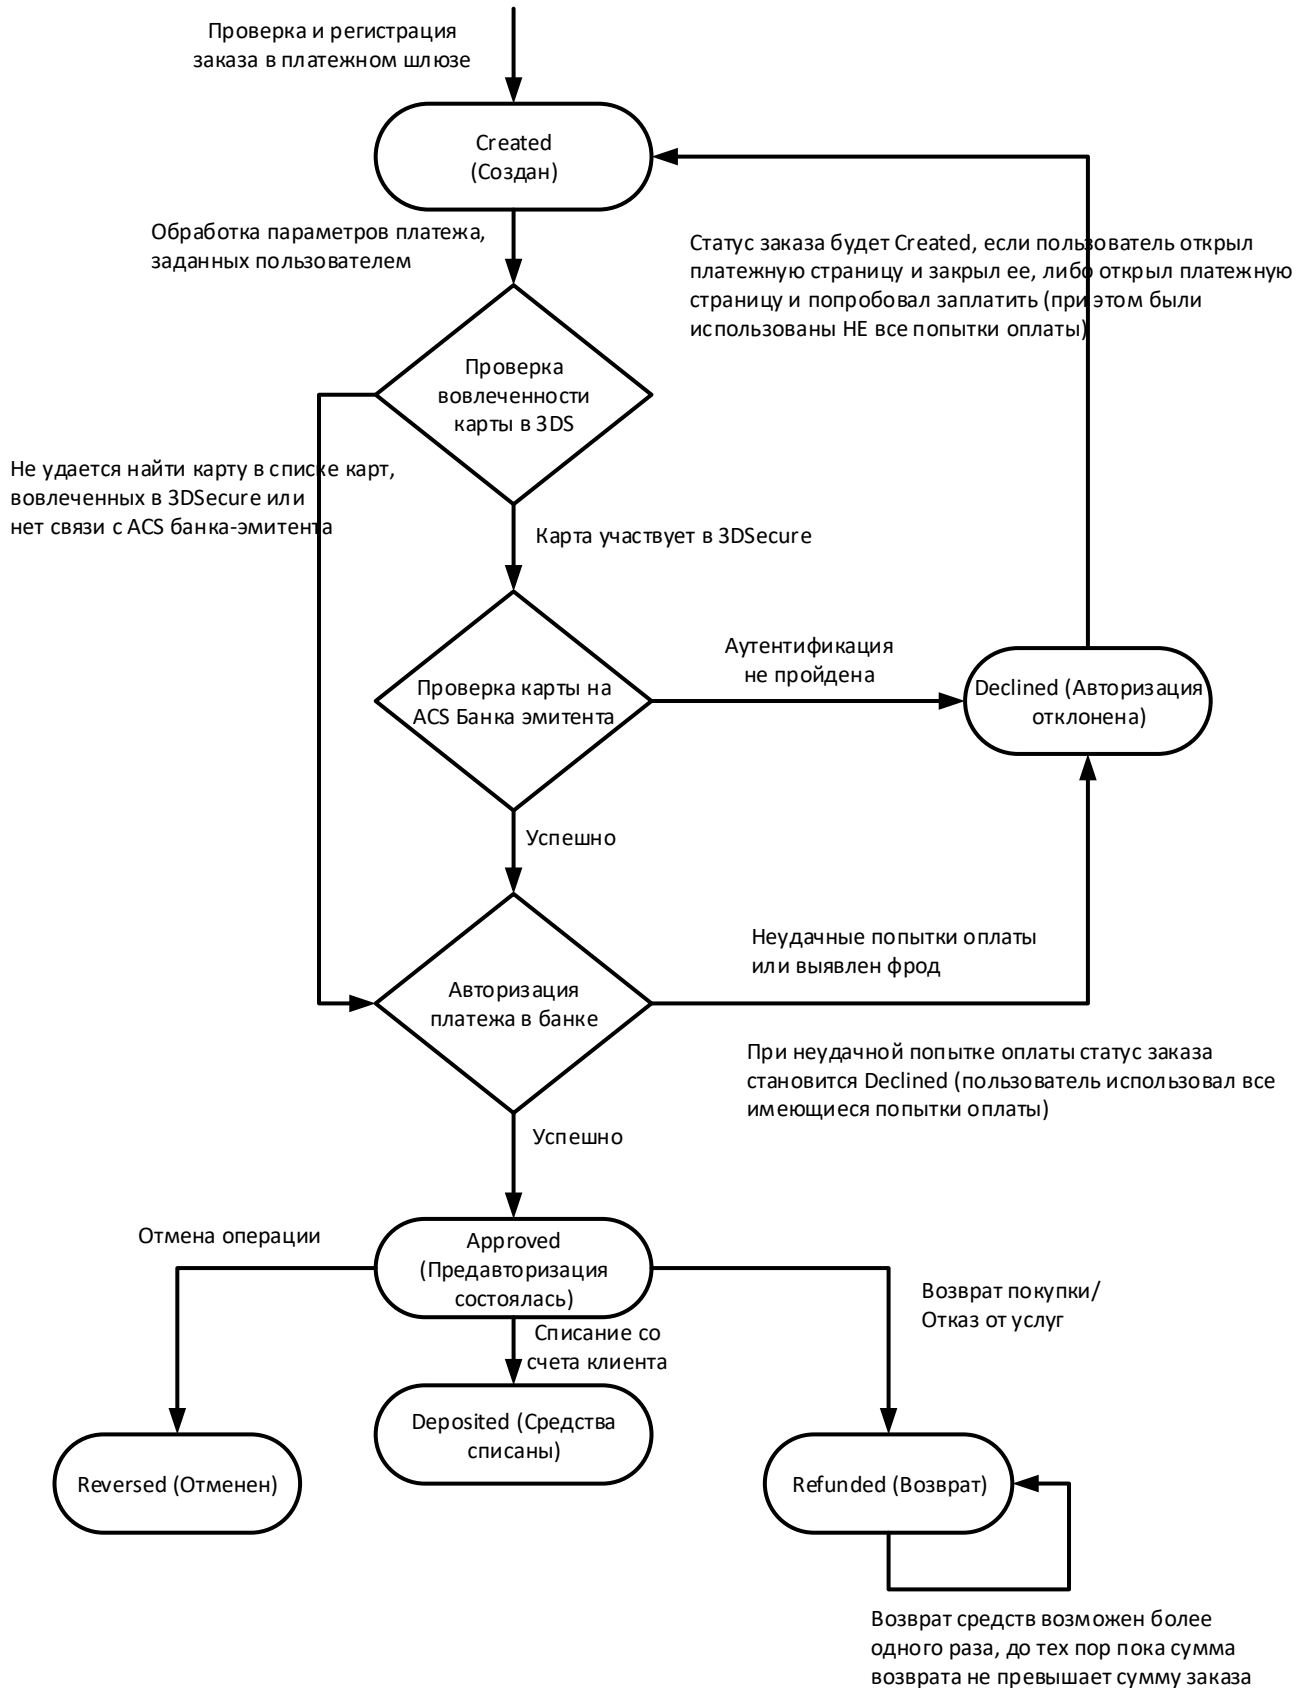 Проверка и регистрация
заказа в платежном шлюзе
Created
(Создан)
Обработка параметров платежа,
заданных пользователем
Статус заказа будет Created, если пользователь открыл
платежную страницу и закрыл ее, либо открыл платежную
страницу и попробовал заплатить (при этом были
использованы НЕ все попытки оплаты)
Проверка
вовлеченности
карты в 3DS
Не удается найти карту в списке карт,
вовлеченных в 3DSecure или
нет связи с ACS банка-эмитента
Карта участвует в 3DSecure
Аутентификация
не пройдена
Проверка карты на
ACS Банка эмитента
Declined (Авторизация
отклонена)
Успешно
Неудачные попытки оплаты
или выявлен фрод
Авторизация
платежа в банке
При неудачной попытке оплаты статус заказа
становится Declined (пользователь использовал все
имеющиеся попытки оплаты)
Успешно
Отмена операции
Approved
(Предавторизация
состоялась)
Возврат покупки/
Отказ от услуг
Списание со
счета клиента
Deposited (Средства
списаны)
Reversed (Отменен)
Refunded (Возврат)
Возврат средств возможен более
одного раза, до тех пор пока сумма
возврата не превышает сумму заказа